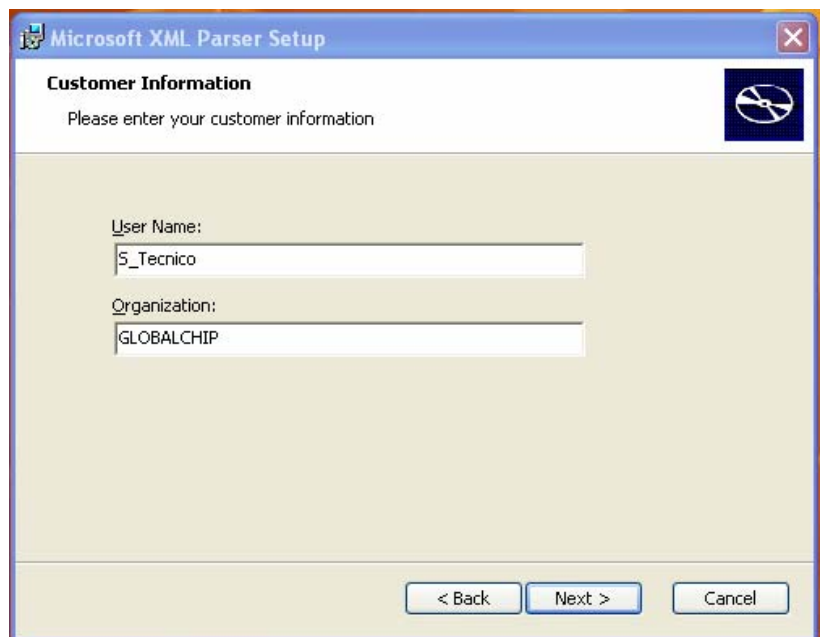 Microsoft XML Parser Setup
Customer Information
Please enter your customer information
User Name:
S_Tecnico
Organization:
GLOBALCHIP
< Back Next > Cancel